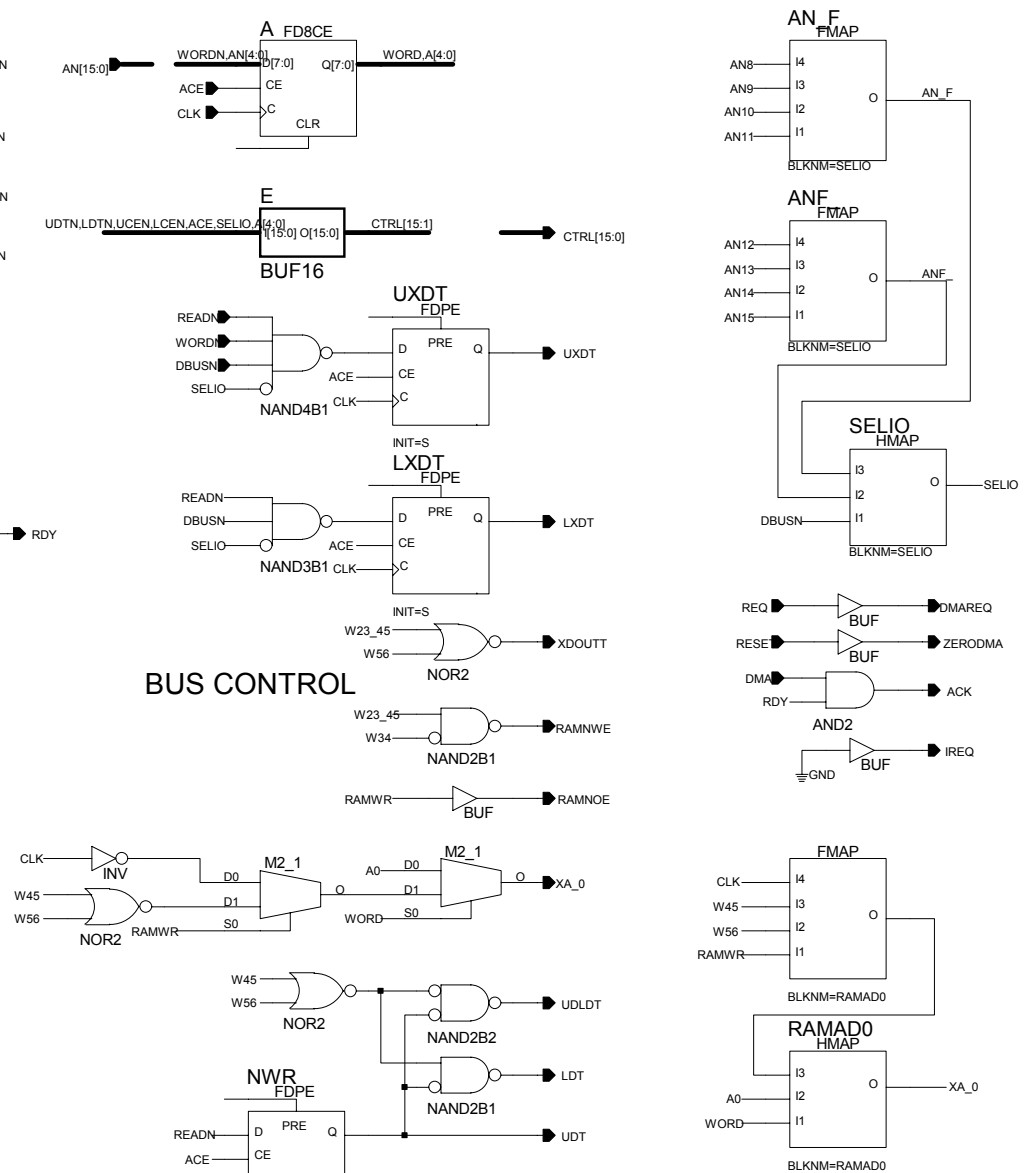 A FD8CE
WORDN,AN[4:0]
D[7:0]
Q[7:0]
WORD,A[4:0]
AN[15:0]
ACE
CE
CLK
C
CLR
N
N
N
N
E
UDTN,LDTN,UCEN,LCEN,ACE,SELIO,A[4:0]
I[15:0] O[15:0]
CTRL[15:1]
CTRL[15:0]
BUF16
UXDT
FDPE
READN
WORDN
DBUSN
SELIO
NAND4B1
D
PRE
Q
UXDT
ACE
CE
CLK
C
INIT=S
LXDT
FDPE
READN
DBUSN
SELIO
NAND3B1
D
PRE
Q
LXDT
ACE
CE
CLK
C
INIT=S
RDY
W23_45
W56
NOR2
XDOUTT
BUS CONTROL
W23_45
W34
NAND2B1
RAMNWE
RAMWR
BUF
RAMNOE
CLK
INV
W45
W56
NOR2
RAMWR
M2_1
D0
D1
S0
O
M2_1
A0
D0
D1
WORD
S0
O
XA_0
W45
W56
NOR2
NAND2B2
UDLDT
NAND2B1
LDT
NWR
FDPE
READN
D
PRE
Q
UDT
ACE
CE
AN_F
FMAP
AN8
I4
AN9
I3
AN10
I2
AN11
I1
O
AN_F
BLKNM=SELIO
ANF_
FMAP
AN12
I4
AN13
I3
AN14
I2
AN15
I1
O
ANF_
BLKNM=SELIO
SELIO
HMAP
I3
I2
DBUSN
I1
O
SELIO
BLKNM=SELIO
REQ
BUF
DMAREQ
RESET
BUF
ZERODMA
DMA
RDY
AND2
ACK
GND
BUF
IREQ
FMAP
CLK
I4
W45
I3
W56
I2
RAMWR
I1
O
BLKNM=RAMAD0
RAMAD0
HMAP
I3
A0
I2
WORD
I1
O
XA_0
BLKNM=RAMAD0